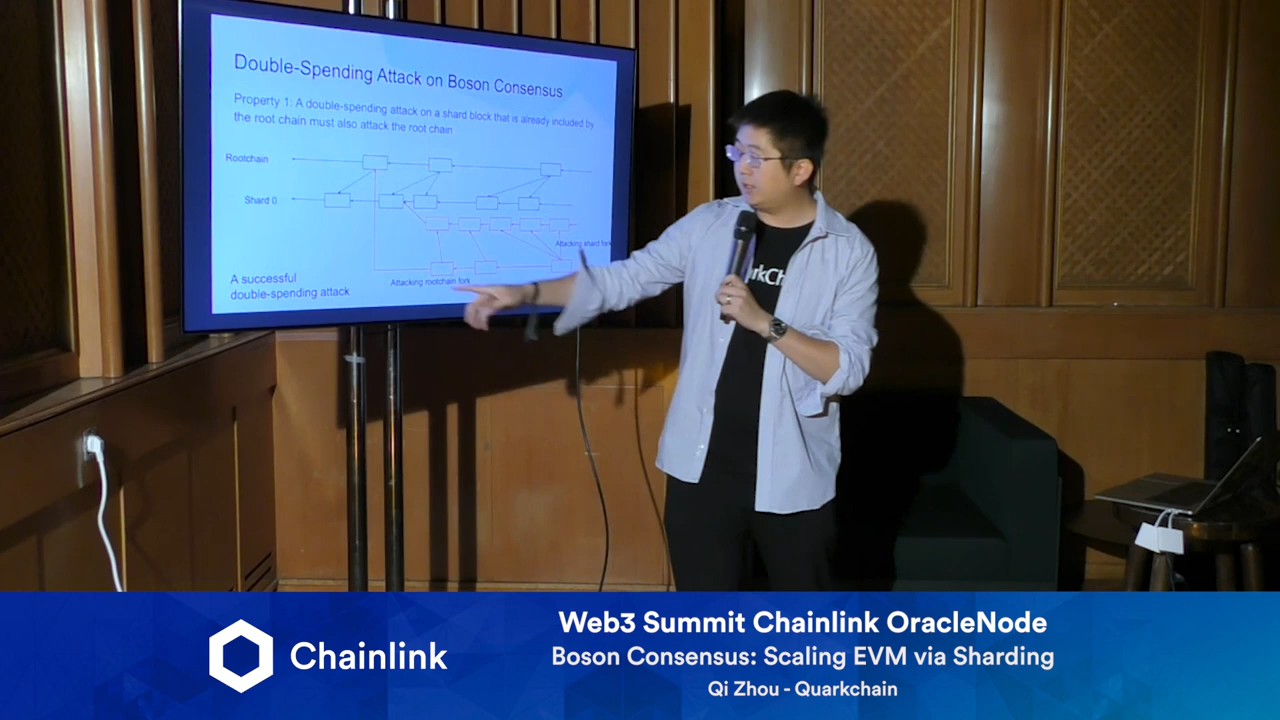 Double-Spending Attack on Boson Consensus
Property 1: A double-spending attack on a shard block that is already included by
the root chain must also attack the root chain
Rootchain
Shard 0
Attacking shard fork
Attacking rootchain fork
A successful
double-spending attack
rkCh
Chainlink
Web3 Summit Chainlink OracleNode
Boson Consensus: Scaling EVM via Sharding
Qi Zhou - Quarkchain